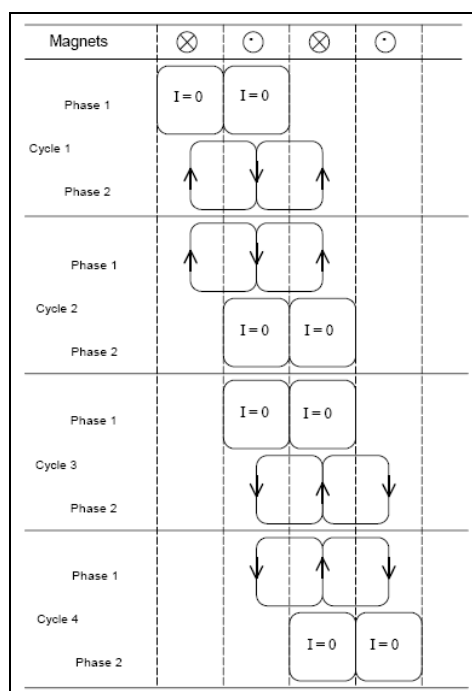 Magnets
I = 0 I = 0
Phase 1
Cycle 1
Phase 2
Phase 1
Cycle 2
I = 0 I = 0
Phase 2
I = 0 I = 0
Phase 1
Cycle 3
Phase 2
Phase 1
Cycle 4
I = 0 I = 0
Phase 2